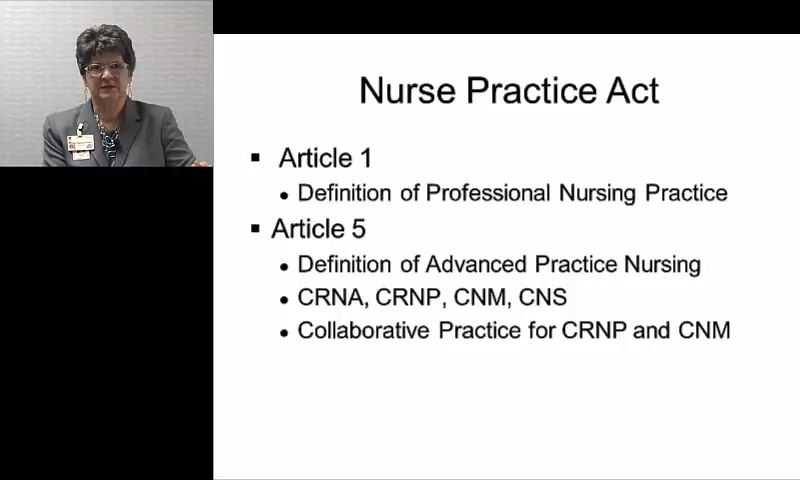 Nurse Practice Act
Article 1
Definition of Professional Nursing Practice
Article 5
Definition of Advanced Practice Nursing
CRNA, CRNP, CNM, CNS
Collaborative Practice for CRNP and CNM